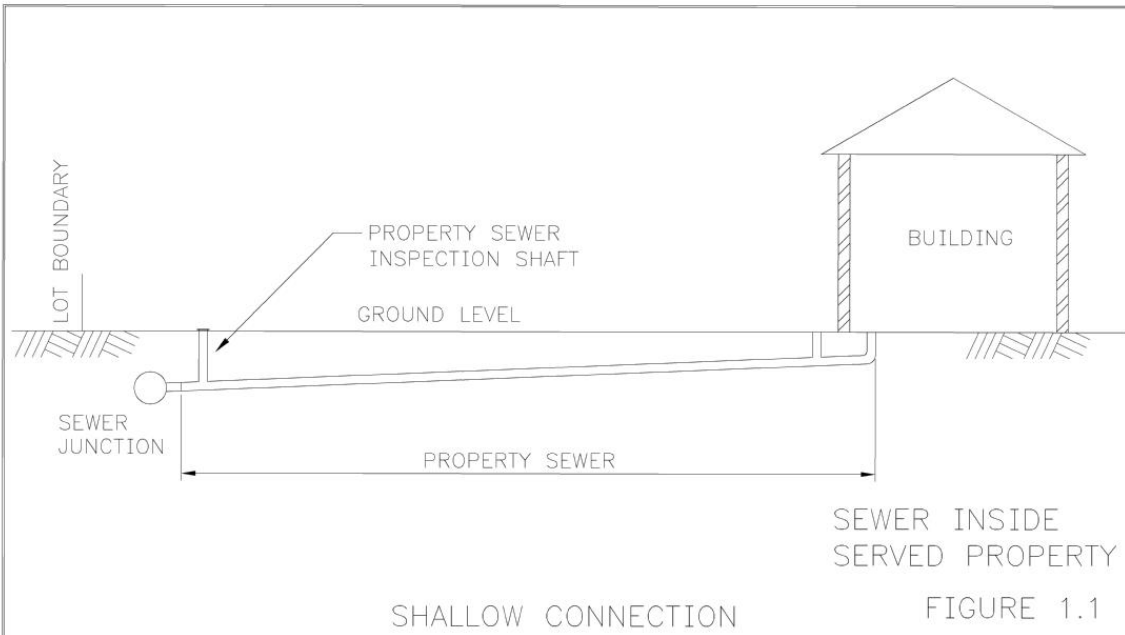 LOT BOUNDARY
PROPERTY SEWER
INSPECTION SHAFT
BUILDING
GROUND LEVEL
SEWER
JUNCTION
PROPERTY SEWER
SEWER INSIDE
SERVED PROPERTY
SHALLOW CONNECTION
FIGURE 1.1